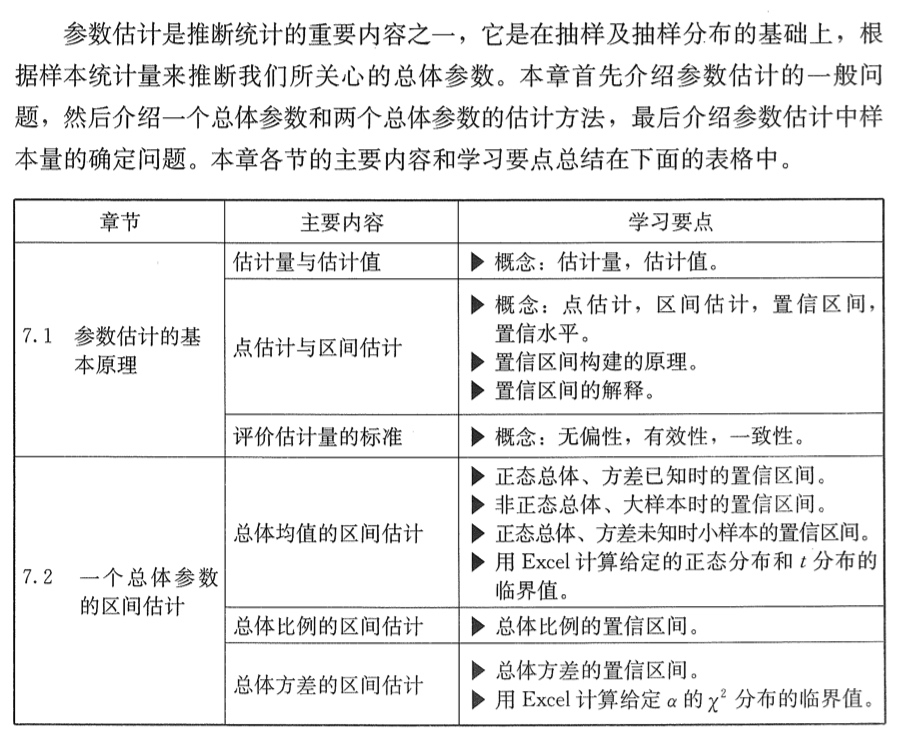 参数估计是推断统计的重要内容之一，它是在抽样及抽样分布的基础上，根
据样本统计量来推断我们所关心的总体参数。本章首先介绍参数估计的一般问
题，然后介绍一个总体参数和两个总体参数的估计方法，最后介绍参数估计中样
本量的确定问题。本章各节的主要内容和学习要点总结在下面的表格中。
章节 主要内容 学习要点
7.1 参数估计的基
本原理
估计量与估计值
▶ 概念：估计量，估计值。
点估计与区间估计
▶ 概念：点估计，区间估计，置信区间，
置信水平。
▶ 置信区间构建的原理。
▶ 置信区间的解释。
评价估计量的标准
▶ 概念：无偏性，有效性，一致性。
7.2 一个总体参数
的区间估计
总体均值的区间估计
▶ 正态总体、方差已知时的置信区间。
▶ 非正态总体、大样本时的置信区间。
▶ 正态总体、方差未知时小样本的置信区间。
▶ 用 Excel 计算给定的正态分布和 t 分布的
临界值。
总体比例的区间估计
▶ 总体比例的置信区间。
总体方差的区间估计
▶ 总体方差的置信区间。
▶ 用 Excel 计算给定 α 的 χ² 分布的临界值。